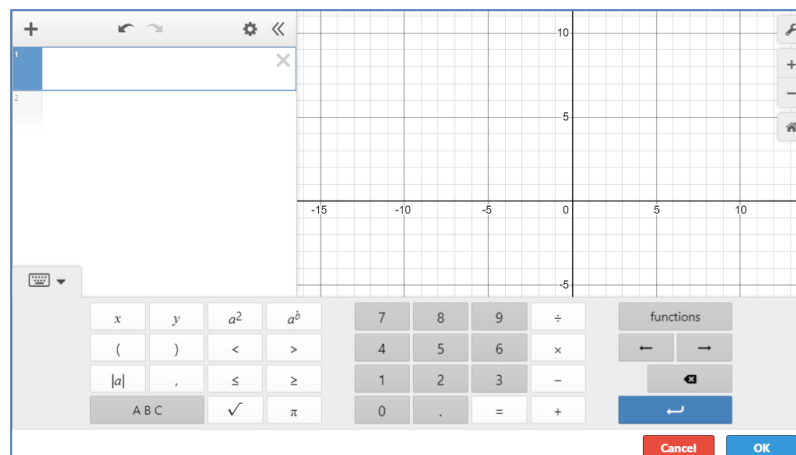 + «
1 ×
2
10
5
-15 -10 -5 0 5 10
-5
+
−
x y a² aᵇ 7 8 9 ÷ functions
( ) < > 4 5 6 × ← →
|a| , ≤ ≥ 1 2 3 −
A B C √ π 0 . = +
Cancel OK